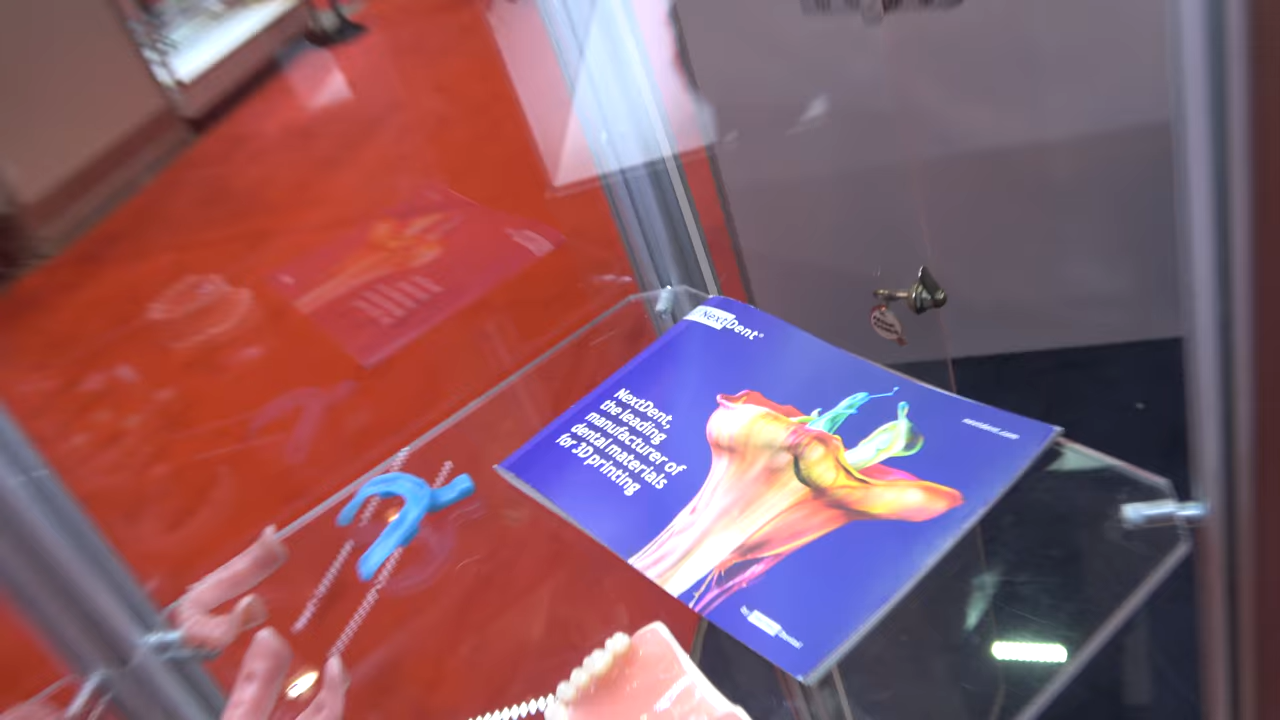 NextDent®
NextDent,
the leading
manufacturer of
dental materials
for 3D printing
nextdent.com